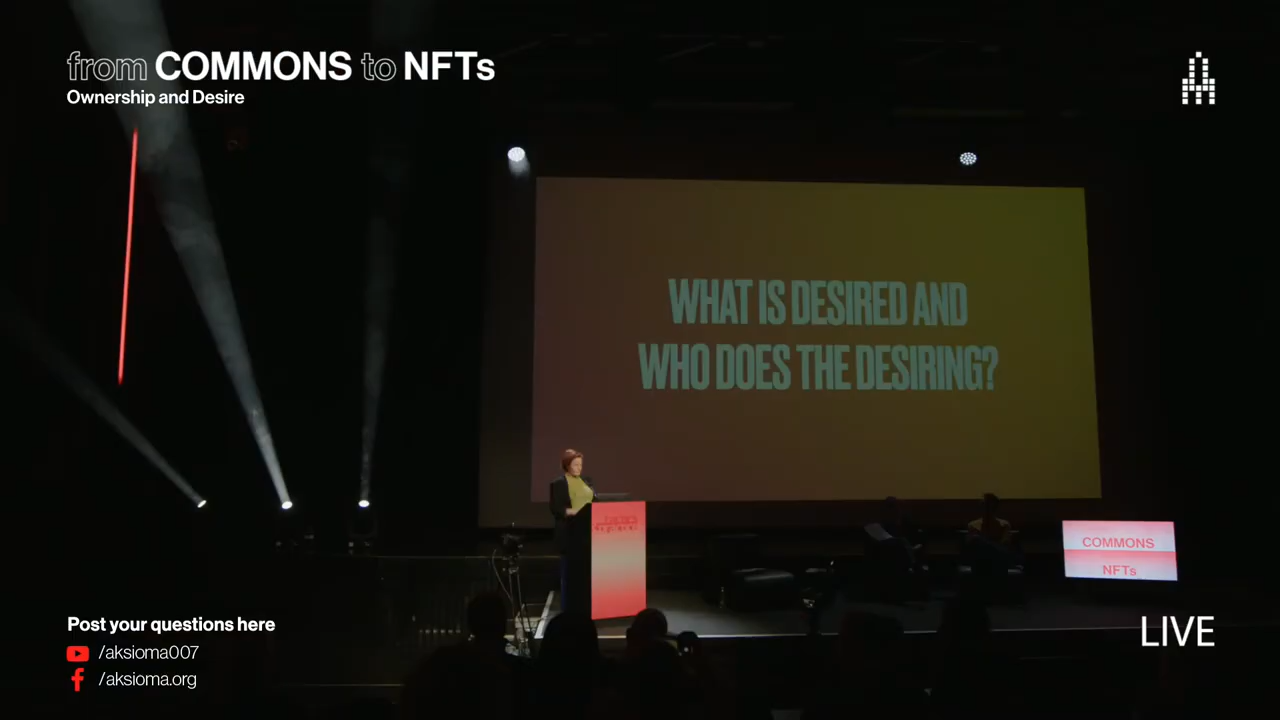 from COMMONS to NFTs
Ownership and Desire
WHAT IS DESIRED AND
WHO DOES THE DESIRING?
COMMONS
NFTs
Post your questions here
/aksioma007
/aksioma.org
LIVE